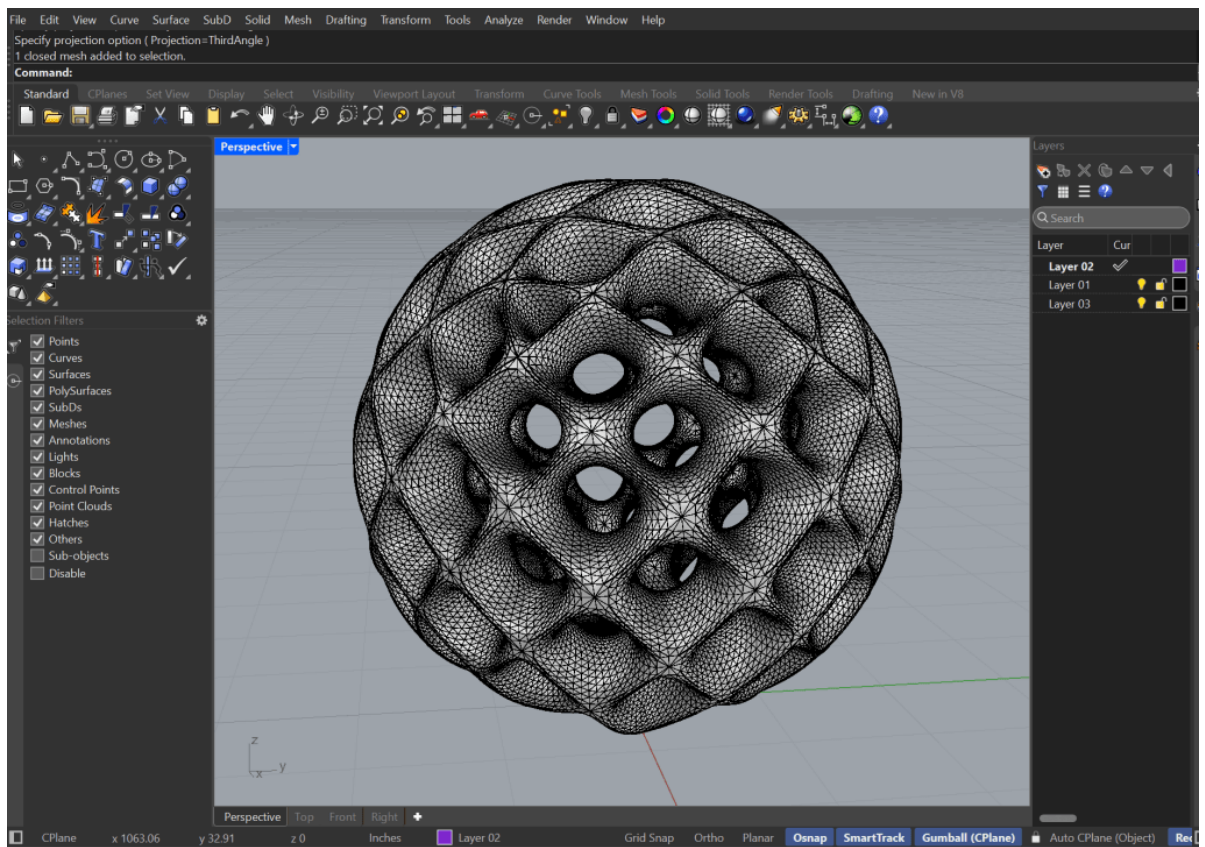 File Edit View Curve Surface SubD Solid Mesh Drafting Transform Tools Analyze Render Window Help
Specify projection option ( Projection=ThirdAngle )
1 closed mesh added to selection.
Command:
Standard CPlanes Set View Display Select Visibility Viewport Layout Transform Curve Tools Mesh Tools Solid Tools Render Tools Drafting New in V8
Perspective
Layers
Search
Layer Cur
Layer 02
Layer 01
Layer 03
Selection Filters
Points
Curves
Surfaces
PolySurfaces
SubDs
Meshes
Annotations
Lights
Blocks
Control Points
Point Clouds
Hatches
Others
Sub-objects
Disable
z
y
x
Perspective Top Front Right
CPlane x 1063.06 y 32.91 z 0 Inches Layer 02 Grid Snap Ortho Planar Osnap SmartTrack Gumball (CPlane) Auto CPlane (Object) Rec